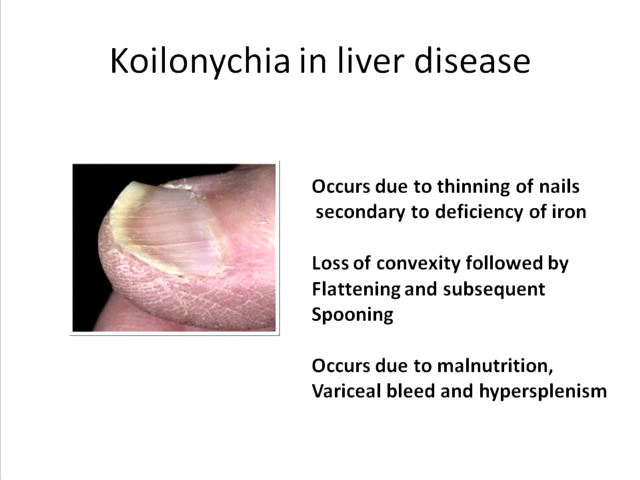 Koilonychia in liver disease
Occurs due to thinning of nails
secondary to deficiency of iron
Loss of convexity followed by
Flattening and subsequent
Spooning
Occurs due to malnutrition,
Variceal bleed and hypersplenism